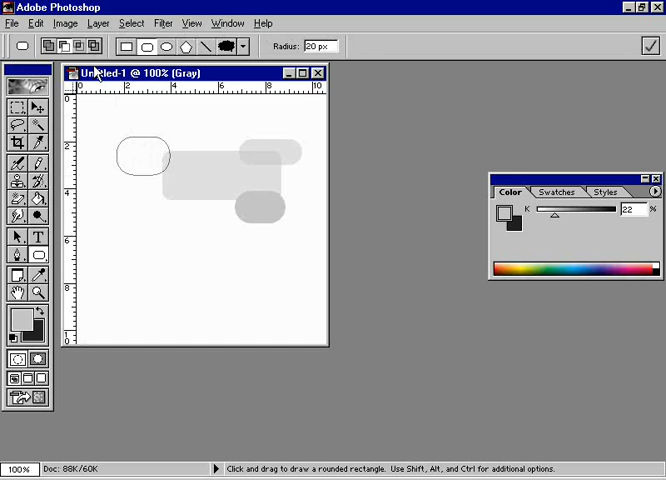 Adobe Photoshop
File Edit Image Layer Select Filter View Window Help
Radius: 20 px
Untitled-1 @ 100% (Gray)
0 2 4 6 8 10
0
2
4
6
8
1
0
Color Swatches Styles
K 22 %
T
100% Doc: 88K/60K Click and drag to draw a rounded rectangle. Use Shift, Alt, and Ctrl for additional options.